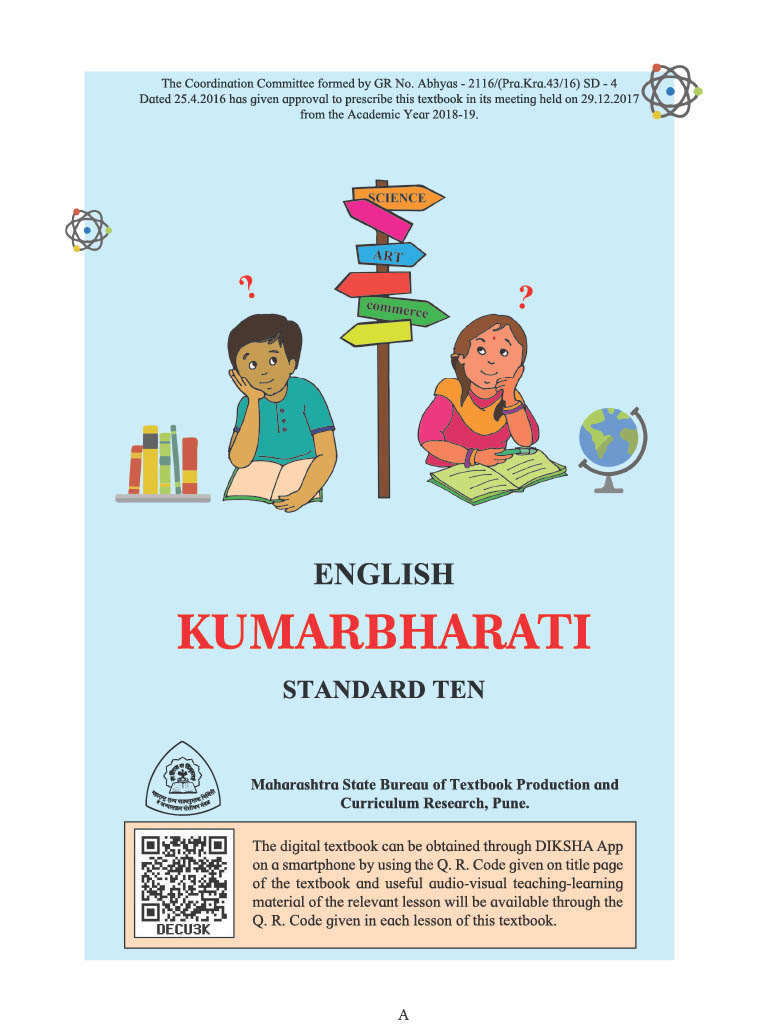 The Coordination Committee formed by GR No. Abhyas - 2116/(Pra.Kra.43/16) SD - 4
Dated 25.4.2016 has given approval to prescribe this textbook in its meeting held on 29.12.2017
from the Academic Year 2018-19.
SCIENCE
ART
commerce
?
?
ENGLISH
KUMARBHARATI
STANDARD TEN
Maharashtra State Bureau of Textbook Production and
Curriculum Research, Pune.
The digital textbook can be obtained through DIKSHA App
on a smartphone by using the Q. R. Code given on title page
of the textbook and useful audio-visual teaching-learning
material of the relevant lesson will be available through the
Q. R. Code given in each lesson of this textbook.
DECU3K
A